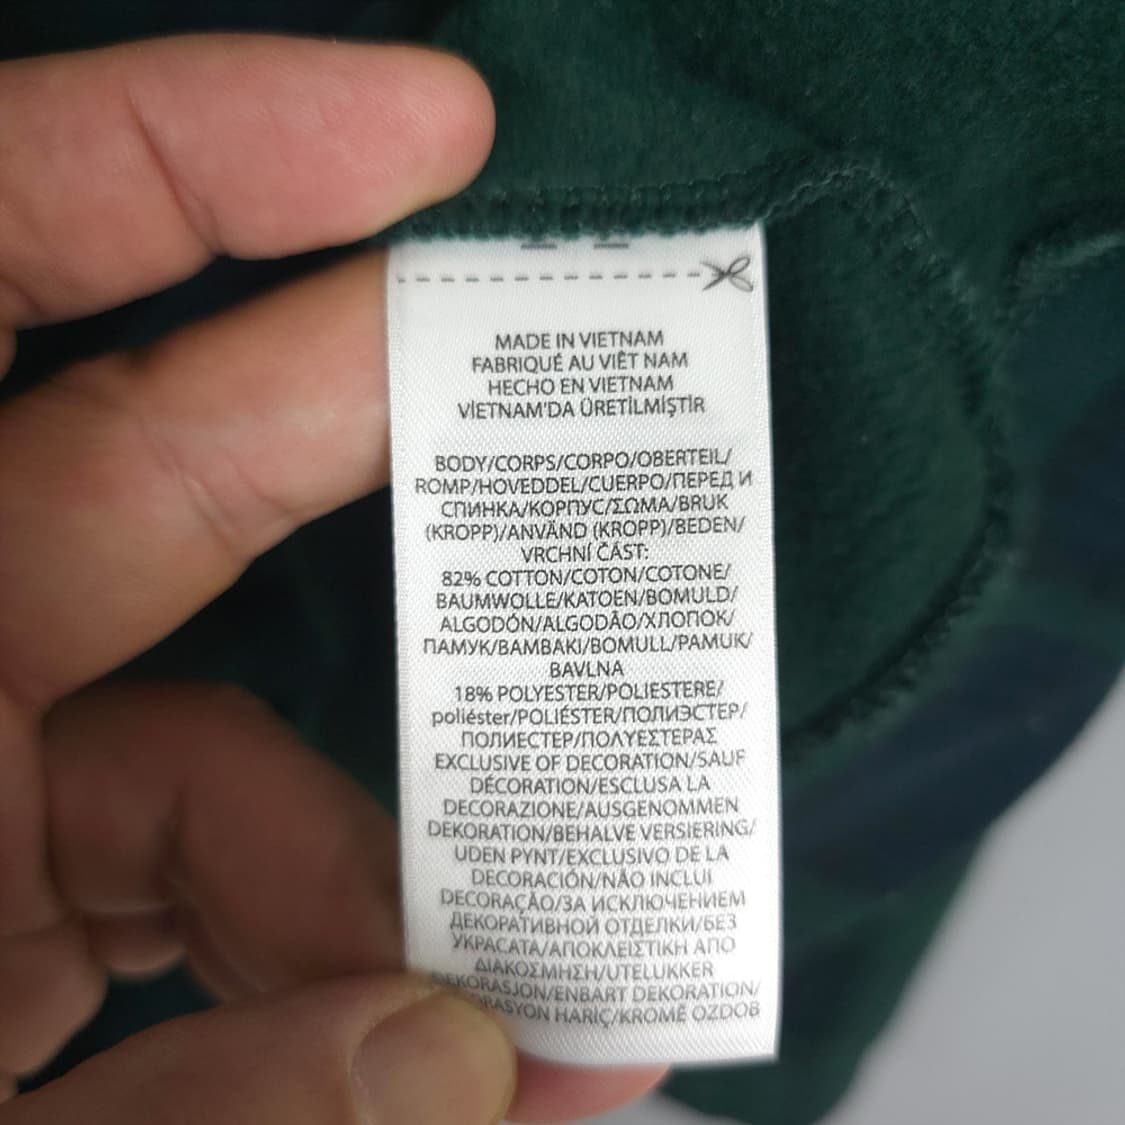 MADE IN VIETNAM
FABRIQUÉ AU VIÊT NAM
HECHO EN VIETNAM
VİETNAM'DA ÜRETİLMİŞTİR
BODY/CORPS/CORPO/OBERTEIL/
ROMP/HOVEDDEL/CUERPO/ПЕРЕД И
СПИНКА/КОРПУС/ΣΩΜΑ/BRUK
(KROPP)/ANVÄND (KROPP)/BEDEN/
VRCHNÍ ČÁST:
82% COTTON/COTON/COTONE/
BAUMWOLLE/KATOEN/BOMULD/
ALGODÓN/ALGODÃO/ХЛОПОК/
ПАМУК/ΒΑΜΒΑΚΙ/BOMULL/PAMUK/
BAVLNA
18% POLYESTER/POLIESTERE/
poliéster/POLIÉSTER/ПОЛИЭСТЕР/
ПОЛИЕСТЕР/ΠΟΛΥΕΣΤΕΡΑΣ
EXCLUSIVE OF DECORATION/SAUF
DÉCORATION/ESCLUSA LA
DECORAZIONE/AUSGENOMMEN
DEKORATION/BEHALVE VERSIERING/
UDEN PYNT/EXCLUSIVO DE LA
DECORACIÓN/NÃO INCLUI
DECORAÇÃO/ЗА ИСКЛЮЧЕНИЕМ
ДЕКОРАТИВНОЙ ОТДЕЛКИ/БЕЗ
УКРАСАТА/ΑΠΟΚΛΕΙΣΤΙΚΗ ΑΠΟ
ΔΙΑΚΟΣΜΗΣΗ/UTELUKKER
DEKORASJON/ENBART DEKORATION/
HARİÇ/KROMĚ OZDOB